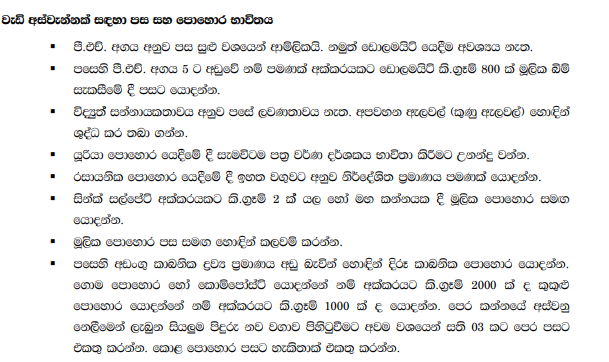 වැඩි අස්වැන්නක් සඳහා පස සහ පොහොර භාවිතය
▪ පී.එච්. අගය අනුව පස සුළු වශයෙන් ආම්ලිකයි. නමුත් ඩොලමයිට් යෙදීම අවශ්‍ය නැත.
▪ පසෙහි පී.එච්. අගය 5 ට අඩුවේ නම් පමණක් අක්කරයකට ඩොලමයිට් කි.ග්‍රෑම් 800 ක් මූලික බිම්
සැකසීමේ දී පසට යොදන්න.
▪ විද්‍යුත් සන්නායකතාවය අනුව පසේ ලවණතාවය නැත. අපවහන ඇලවල් (කුණු ඇලවල්) හොඳින්
ශුද්ධ කර තබා ගන්න.
▪ යූරියා පොහොර යෙදීමේ දී සැමවිටම පත්‍ර වර්ණ දර්ශකය භාවිතා කිරීමට උනන්දු වන්න.
▪ රසායනික පොහොර යෙදීමේ දී ඉහත වගුවට අනුව නිර්දේශිත ප්‍රමාණය පමණක් යොදන්න.
▪ සින්ක් සල්පේට් අක්කරයකට කි.ග්‍රෑම් 2 ක් යල හෝ මහ කන්නයක දී මූලික පොහොර සමඟ
යොදන්න.
▪ මූලික පොහොර පස සමඟ හොඳින් කලවම් කරන්න.
▪ පසෙහි අඩංගු කාබනික ද්‍රව්‍ය ප්‍රමාණය අඩු බැවින් හොඳින් දිරූ කාබනික පොහොර යොදන්න.
ගොම පොහොර හෝ කොම්පෝස්ට් යොදන්නේ නම් අක්කරයට කි.ග්‍රෑම් 2000 ක් ද කුකුළු
පොහොර යොදන්නේ නම් අක්කරයට කි.ග්‍රෑම් 1000 ක් ද යොදන්න. පෙර කන්නයේ අස්වනු
නෙලීමෙන් ලැබුන සියලුම පිදුරු නව වගාව පිහිටුවීමට අවම වශයෙන් සති 03 කට පෙර පසට
එකතු කරන්න. කොළ පොහොර පසට හැකිතාක් එකතු කරන්න.